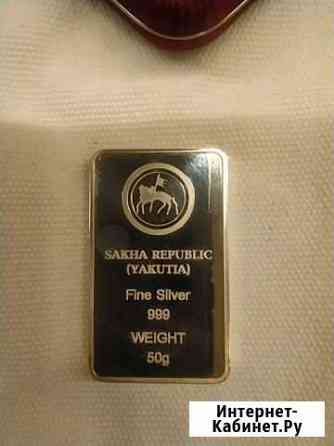 SAKHA REPUBLIC
(YAKUTIA)
Fine Silver
999
WEIGHT
50g
Интернет-
Кабинет.Ру